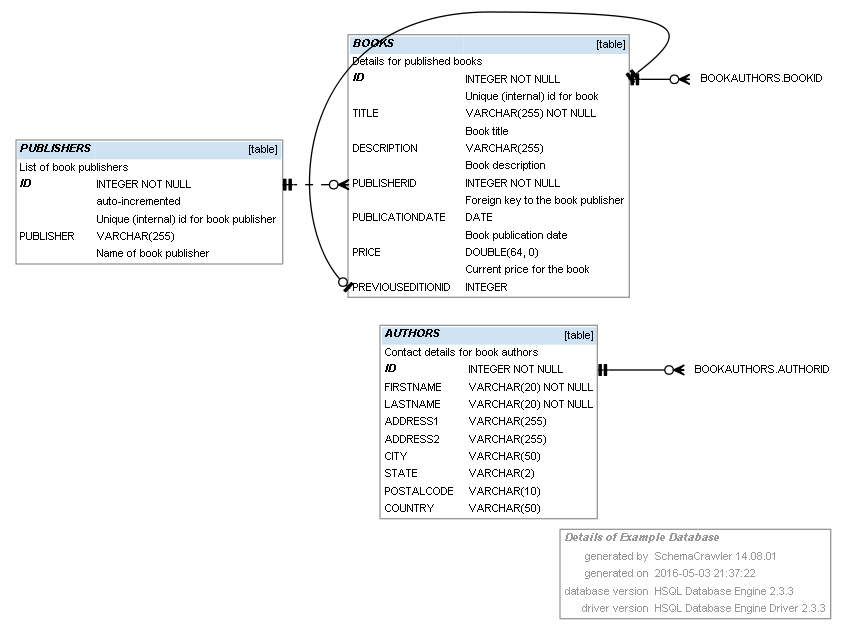 BOOKS [table]
Details for published books
ID INTEGER NOT NULL
Unique (internal) id for book
TITLE VARCHAR(255) NOT NULL
Book title
DESCRIPTION VARCHAR(255)
Book description
PUBLISHERID INTEGER NOT NULL
Foreign key to the book publisher
PUBLICATIONDATE DATE
Book publication date
PRICE DOUBLE(64, 0)
Current price for the book
PREVIOUSEDITIONID INTEGER
BOOKAUTHORS.BOOKID
PUBLISHERS [table]
List of book publishers
ID INTEGER NOT NULL
auto-incremented
Unique (internal) id for book publisher
PUBLISHER VARCHAR(255)
Name of book publisher
AUTHORS [table]
Contact details for book authors
ID INTEGER NOT NULL
FIRSTNAME VARCHAR(20) NOT NULL
LASTNAME VARCHAR(20) NOT NULL
ADDRESS1 VARCHAR(255)
ADDRESS2 VARCHAR(255)
CITY VARCHAR(50)
STATE VARCHAR(2)
POSTALCODE VARCHAR(10)
COUNTRY VARCHAR(50)
BOOKAUTHORS.AUTHORID
Details of Example Database
generated by SchemaCrawler 14.08.01
generated on 2016-05-03 21:37:22
database version HSQL Database Engine 2.3.3
driver version HSQL Database Engine Driver 2.3.3